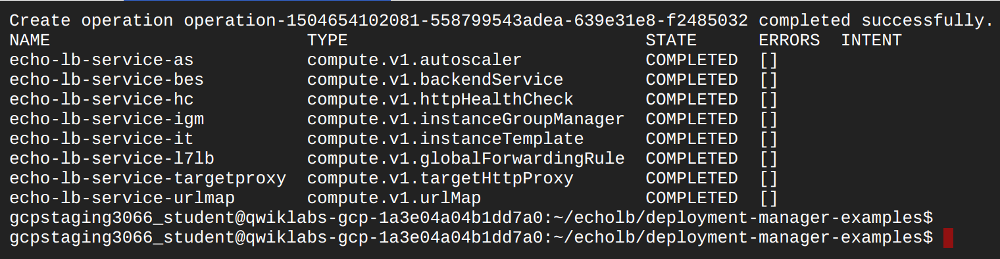 Create operation operation-1504654102081-558799543adea-639e31e8-f2485032 completed successfully.
NAME                         TYPE                             STATE      ERRORS  INTENT
echo-lb-service-as           compute.v1.autoscaler            COMPLETED  []
echo-lb-service-bes          compute.v1.backendService        COMPLETED  []
echo-lb-service-hc           compute.v1.httpHealthCheck       COMPLETED  []
echo-lb-service-igm          compute.v1.instanceGroupManager  COMPLETED  []
echo-lb-service-it           compute.v1.instanceTemplate      COMPLETED  []
echo-lb-service-l7lb         compute.v1.globalForwardingRule  COMPLETED  []
echo-lb-service-targetproxy  compute.v1.targetHttpProxy       COMPLETED  []
echo-lb-service-urlmap       compute.v1.urlMap                COMPLETED  []
gcpstaging3066_student@qwiklabs-gcp-1a3e04a04b1dd7a0:~/echolb/deployment-manager-examples$
gcpstaging3066_student@qwiklabs-gcp-1a3e04a04b1dd7a0:~/echolb/deployment-manager-examples$